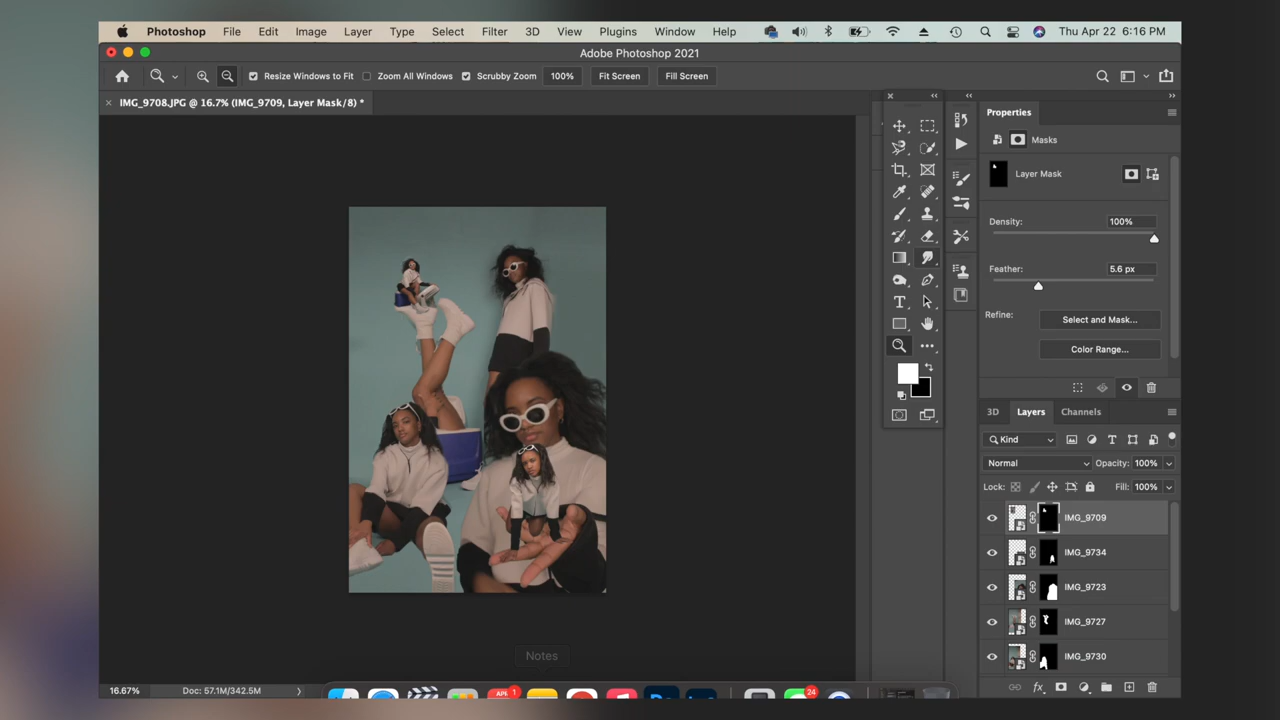 Photoshop File Edit Image Layer Type Select Filter 3D View Plugins Window Help Thu Apr 22 6:16 PM
Adobe Photoshop 2021
Resize Windows to Fit Zoom All Windows Scrubby Zoom 100% Fit Screen Fill Screen
× IMG_9708.JPG @ 16.7% (IMG_9709, Layer Mask/8) *
Properties
Masks
Layer Mask
Density: 100%
Feather: 5.6 px
Refine: Select and Mask...
Color Range...
3D Layers Channels
Kind
Normal Opacity: 100%
Lock: Fill: 100%
IMG_9709
IMG_9734
IMG_9723
IMG_9727
IMG_9730
fx
Notes
16.67% Doc: 57.1M/342.5M
APR 1 24